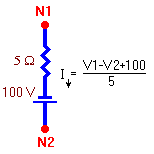 N1
5 Ω
100 V
I = V1-V2+100
5
N2